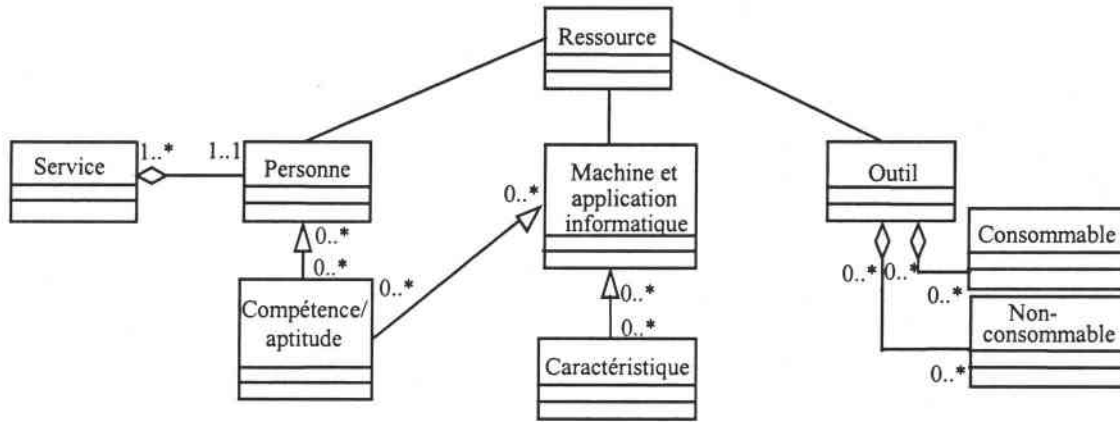 Ressource
Service
1..*
1..1
Personne
0..*
Machine et
application
informatique
Outil
0..*
0..*
0..*
0..*
0..*
0..*
Consommable
0..*
Compétence/
aptitude
0..*
0..*
Caractéristique
Non-
consommable
0..*